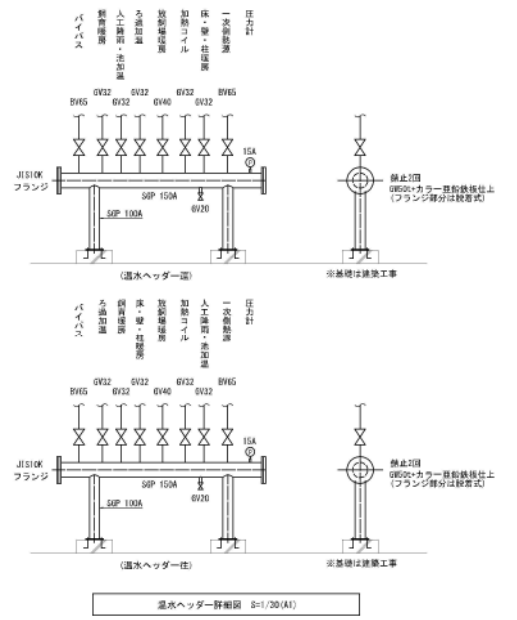 バイパス
飼育暖房
人工降雨・池加温
ろ過加温
放飼場暖房
加熱コイル
床・壁・柱暖房
一次側熱源
圧力計
BV65
GV32
GV32
GV32
GV40
GV32
GV32
BV65
15A
P
JIS10K
フランジ
SGP 150A
GV20
SGP 100A
錆止2回
GW50t+カラー亜鉛鉄板仕上
(フランジ部分は脱着式)
(温水ヘッダー還)
※基礎は建築工事
バイパス
ろ過加温
飼育暖房
床・壁・柱暖房
放飼場暖房
加熱コイル
人工降雨・池加温
一次側熱源
圧力計
BV65
GV32
GV32
GV32
GV40
GV32
GV32
BV65
15A
P
JIS10K
フランジ
SGP 150A
GV20
SGP 100A
錆止2回
GW50t+カラー亜鉛鉄板仕上
(フランジ部分は脱着式)
(温水ヘッダー往)
※基礎は建築工事
温水ヘッダー詳細図 S=1/30(A1)